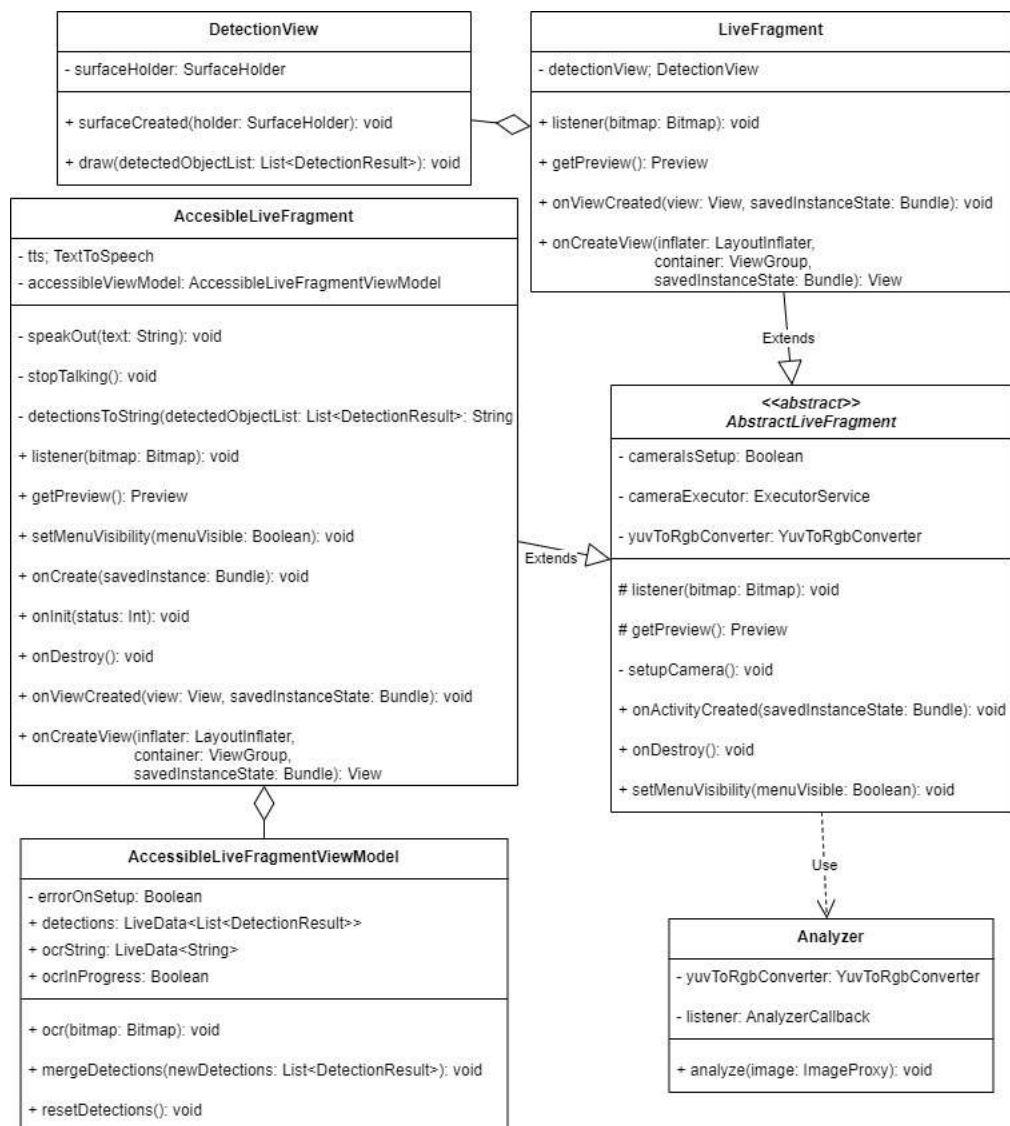 DetectionView
- surfaceHolder: SurfaceHolder
+ surfaceCreated(holder: SurfaceHolder): void
+ draw(detectedObjectList: List<DetectionResult>): void
LiveFragment
- detectionView; DetectionView
+ listener(bitmap: Bitmap): void
+ getPreview(): Preview
+ onViewCreated(view: View, savedInstanceState: Bundle): void
+ onCreateView(inflater: LayoutInflater,
container: ViewGroup,
savedInstanceState: Bundle): View
AccesibleLiveFragment
- tts; TextToSpeech
- accessibleViewModel: AccessibleLiveFragmentViewModel
- speakOut(text: String): void
- stopTalking(): void
- detectionsToString(detectedObjectList: List<DetectionResult>: String
+ listener(bitmap: Bitmap): void
+ getPreview(): Preview
+ setMenuVisibility(menuVisible: Boolean): void
+ onCreate(savedInstance: Bundle): void
+ onInit(status: Int): void
+ onDestroy(): void
+ onViewCreated(view: View, savedInstanceState: Bundle): void
+ onCreateView(inflater: LayoutInflater,
container: ViewGroup,
savedInstanceState: Bundle): View
Extends
Extends
<<abstract>>
AbstractLiveFragment
- cameraIsSetup: Boolean
- cameraExecutor: ExecutorService
- yuvToRgbConverter: YuvToRgbConverter
# listener(bitmap: Bitmap): void
# getPreview(): Preview
- setupCamera(): void
+ onActivityCreated(savedInstanceState: Bundle): void
+ onDestroy(): void
+ setMenuVisibility(menuVisible: Boolean): void
Use
AccessibleLiveFragmentViewModel
- errorOnSetup: Boolean
+ detections: LiveData<List<DetectionResult>>
+ ocrString: LiveData<String>
+ ocrInProgress: Boolean
+ ocr(bitmap: Bitmap): void
+ mergeDetections(newDetections: List<DetectionResult>): void
+ resetDetections(): void
Analyzer
- yuvToRgbConverter: YuvToRgbConverter
- listener: AnalyzerCallback
+ analyze(image: ImageProxy): void